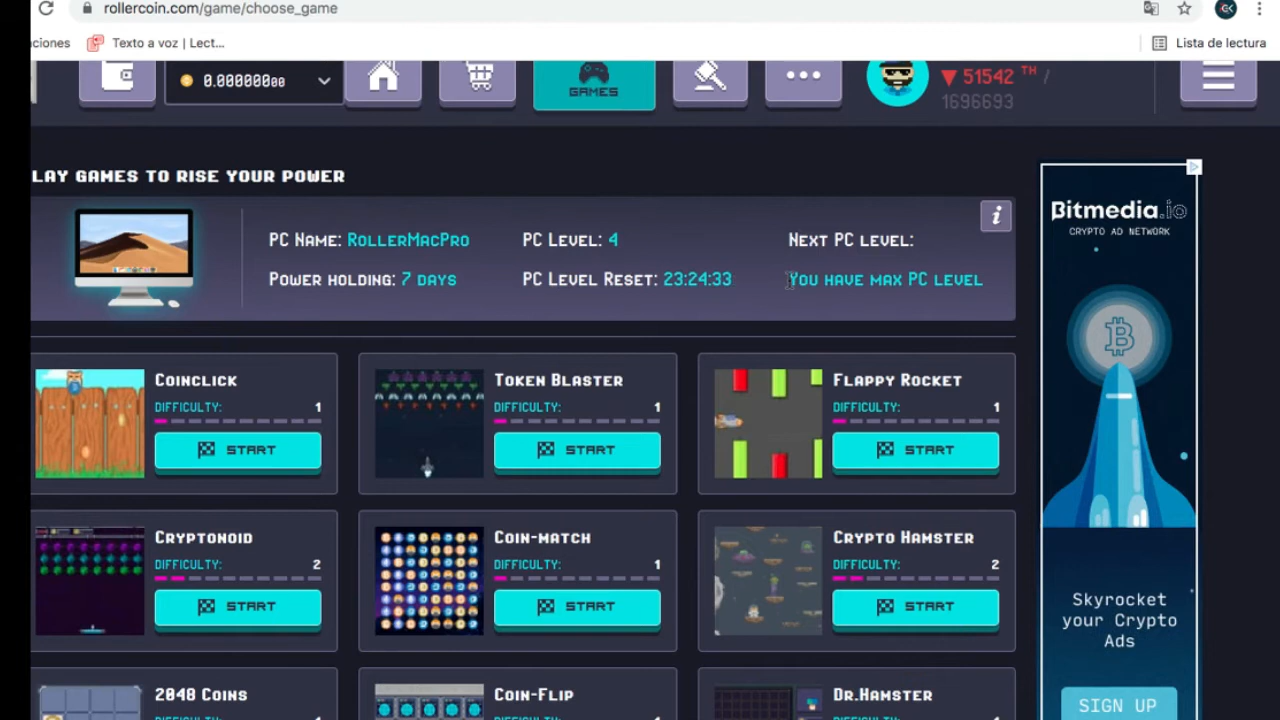 rollercoin.com/game/choose_game
ciones
Texto a voz | Lect...
Lista de lectura
0.00000000
GAMES
51542 TH /
1696693
LAY GAMES TO RISE YOUR POWER
PC NAME: ROLLERMACPRO
PC LEVEL: 4
NEXT PC LEVEL:
POWER HOLDING: 7 DAYS
PC LEVEL RESET: 23:24:33
YOU HAVE MAX PC LEVEL
i
COINCLICK
DIFFICULTY: 1
START
TOKEN BLASTER
DIFFICULTY: 1
START
FLAPPY ROCKET
DIFFICULTY: 1
START
CRYPTONOID
DIFFICULTY: 2
START
COIN-MATCH
DIFFICULTY: 1
START
CRYPTO HAMSTER
DIFFICULTY: 2
START
2048 COINS
COIN-FLIP
DR.HAMSTER
Bitmedia.io
CRYPTO AD NETWORK
Skyrocket
your Crypto
Ads
SIGN UP